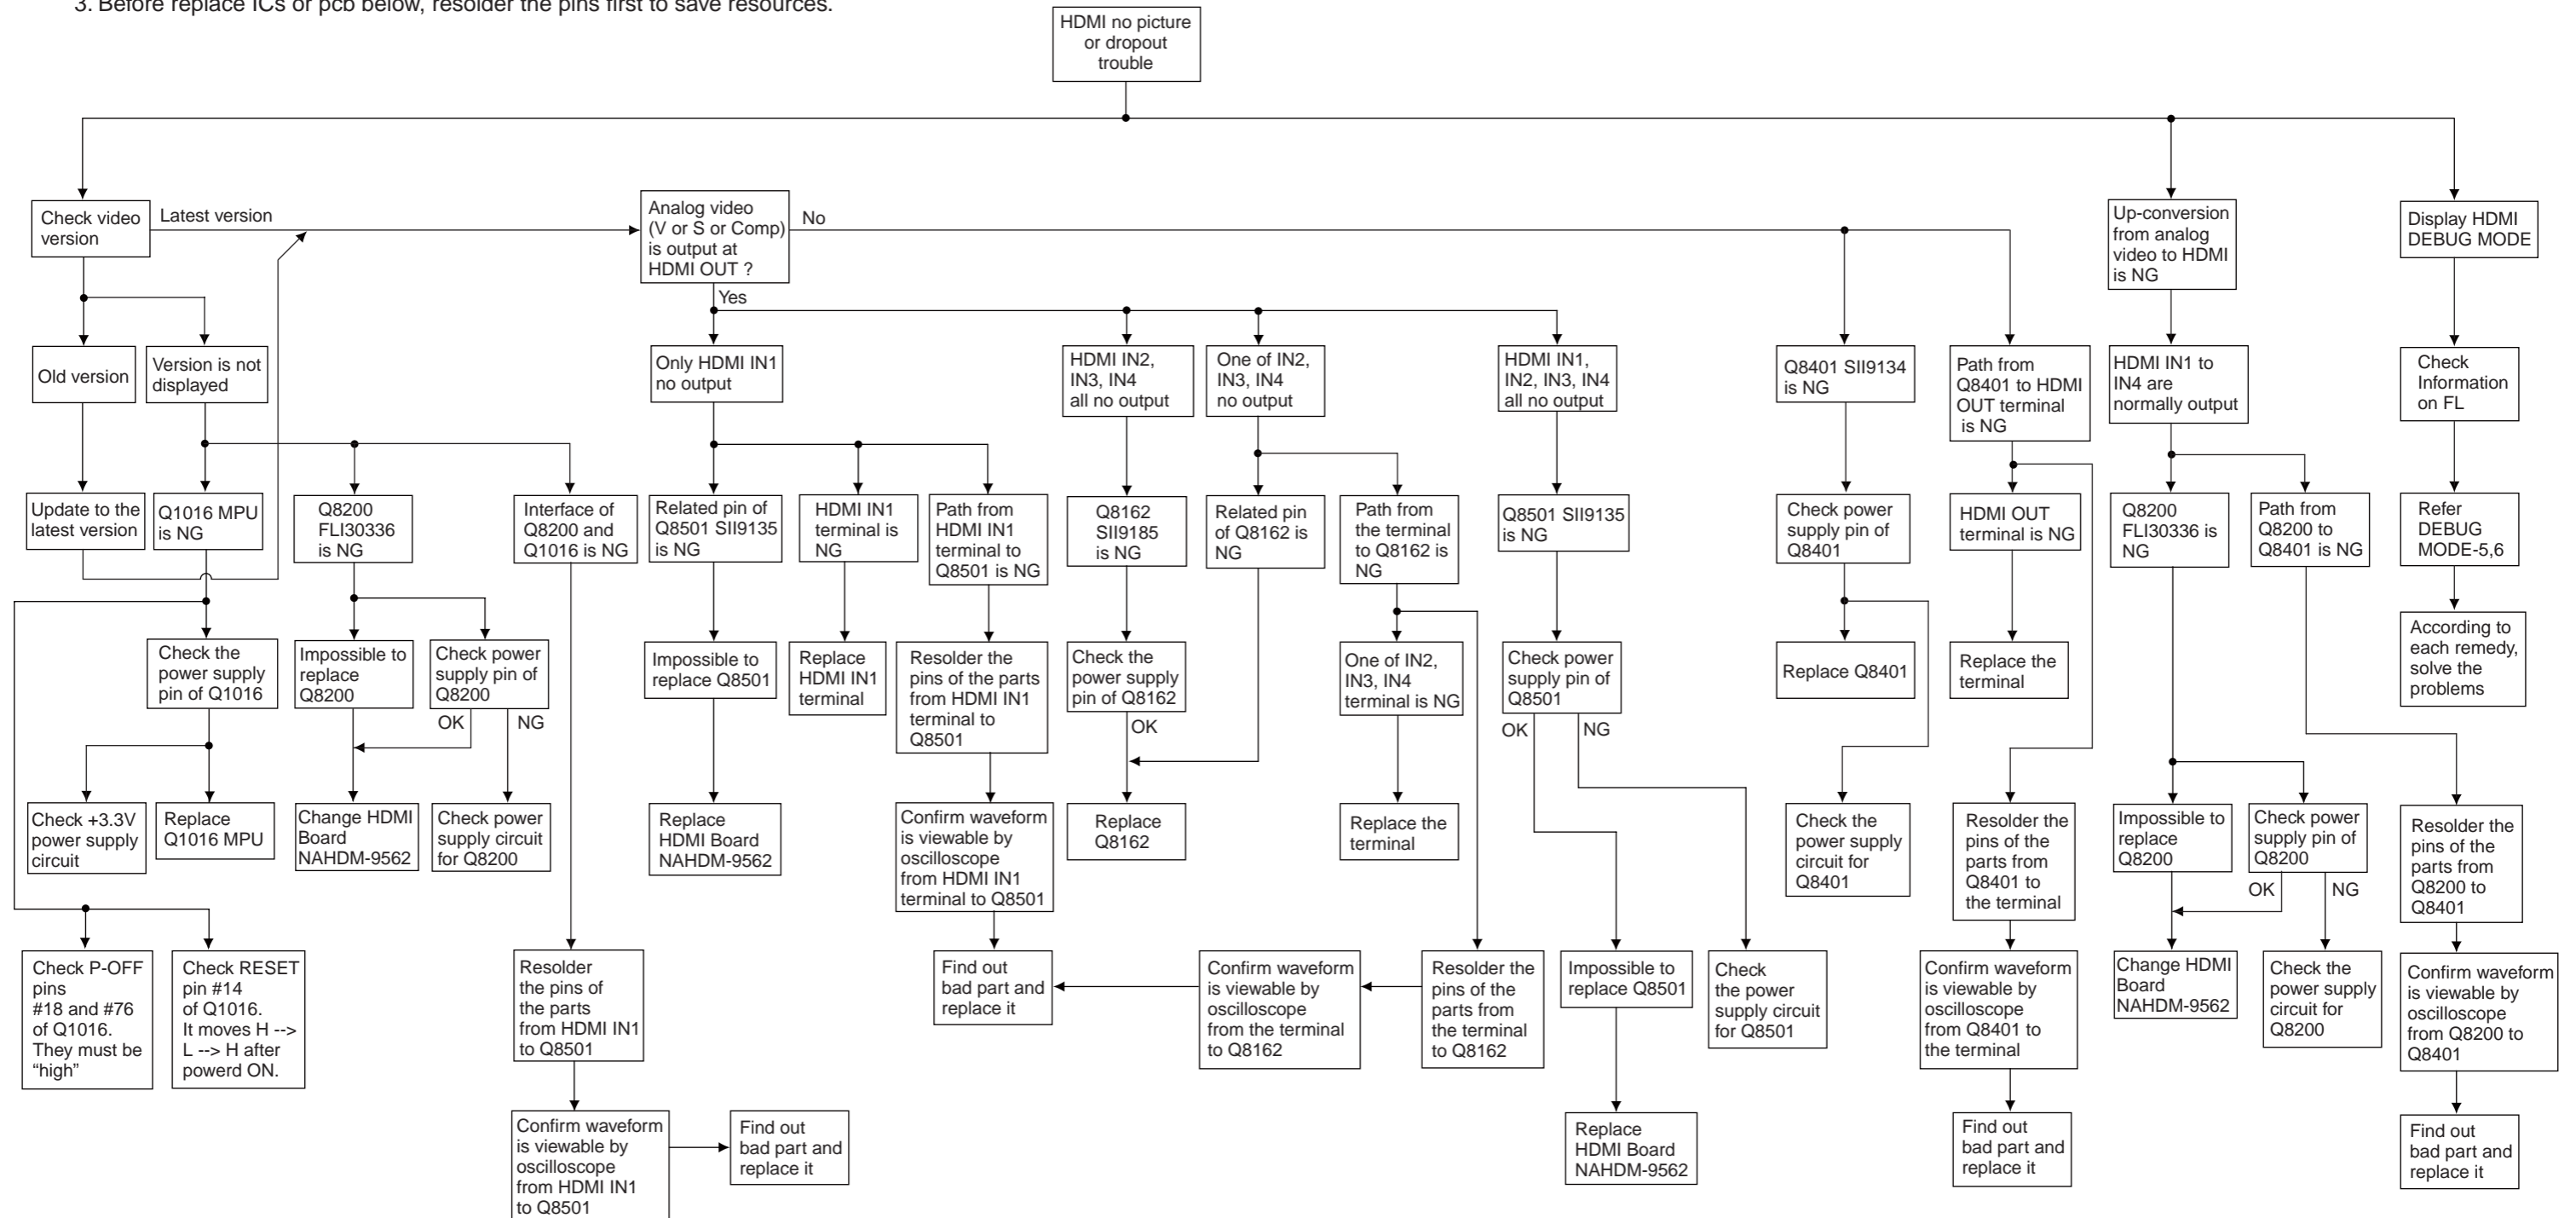 3. Before replace ICs or pcb below, resolder the pins first to save resources.
HDMI no picture
or dropout
trouble
Check video
version
Latest version
Analog video
(V or S or Comp)
is output at
HDMI OUT ?
No
Yes
Up-conversion
from analog
video to HDMI
is NG
Display HDMI
DEBUG MODE
Old version
Version is not
displayed
Only HDMI IN1
no output
HDMI IN2,
IN3, IN4
all no output
One of IN2,
IN3, IN4
no output
HDMI IN1,
IN2, IN3, IN4
all no output
Q8401 SII9134
is NG
Path from
Q8401 to HDMI
OUT terminal
is NG
HDMI IN1 to
IN4 are
normally output
Check
Information
on FL
Update to the
latest version
Q1016 MPU
is NG
Q8200
FLI30336
is NG
Interface of
Q8200 and
Q1016 is NG
Related pin of
Q8501 SII9135
is NG
HDMI IN1
terminal is
NG
Path from
HDMI IN1
terminal to
Q8501 is NG
Q8162
SII9185
is NG
Related pin
of Q8162 is
NG
Path from
the terminal
to Q8162 is
NG
Q8501 SII9135
is NG
Check power
supply pin of
Q8401
HDMI OUT
terminal is NG
Q8200
FLI30336 is
NG
Path from
Q8200 to
Q8401 is NG
Refer
DEBUG
MODE-5,6
Check the
power supply
pin of Q1016
Impossible to
replace
Q8200
Check power
supply pin of
Q8200
OK
NG
Impossible to
replace Q8501
Replace
HDMI IN1
terminal
Resolder the
pins of the parts
from HDMI IN1
terminal to
Q8501
Check the
power supply
pin of Q8162
OK
One of IN2,
IN3, IN4
terminal is NG
Check power
supply pin of
Q8501
OK
NG
Replace Q8401
Replace the
terminal
According to
each remedy,
solve the
problems
Check +3.3V
power supply
circuit
Replace
Q1016 MPU
Change HDMI
Board
NAHDM-9562
Check power
supply circuit
for Q8200
Replace
HDMI Board
NAHDM-9562
Confirm waveform
is viewable by
oscilloscope
from HDMI IN1
terminal to Q8501
Replace
Q8162
Replace the
terminal
Check the
power supply
circuit for
Q8401
Resolder the
pins of the
parts from
Q8401 to
the terminal
Impossible to
replace
Q8200
Check power
supply pin of
Q8200
OK
NG
Resolder the
pins of the
parts from
Q8200 to
Q8401
Check P-OFF
pins
#18 and #76
of Q1016.
They must be
“high”
Check RESET
pin #14
of Q1016.
It moves H -->
L --> H after
powerd ON.
Resolder
the pins of
the parts
from HDMI IN1
to Q8501
Find out
bad part and
replace it
Confirm waveform
is viewable by
oscilloscope
from the terminal
to Q8162
Resolder the
pins of the
parts from
the terminal
to Q8162
Impossible to
replace Q8501
Check
the power
supply circuit
for Q8501
Confirm waveform
is viewable by
oscilloscope
from Q8401 to
the terminal
Change HDMI
Board
NAHDM-9562
Check the
power supply
circuit for
Q8200
Confirm waveform
is viewable by
oscilloscope
from Q8200 to
Q8401
Confirm waveform
is viewable by
oscilloscope
from HDMI IN1
to Q8501
Find out
bad part and
replace it
Replace
HDMI Board
NAHDM-9562
Find out
bad part and
replace it
Find out
bad part and
replace it